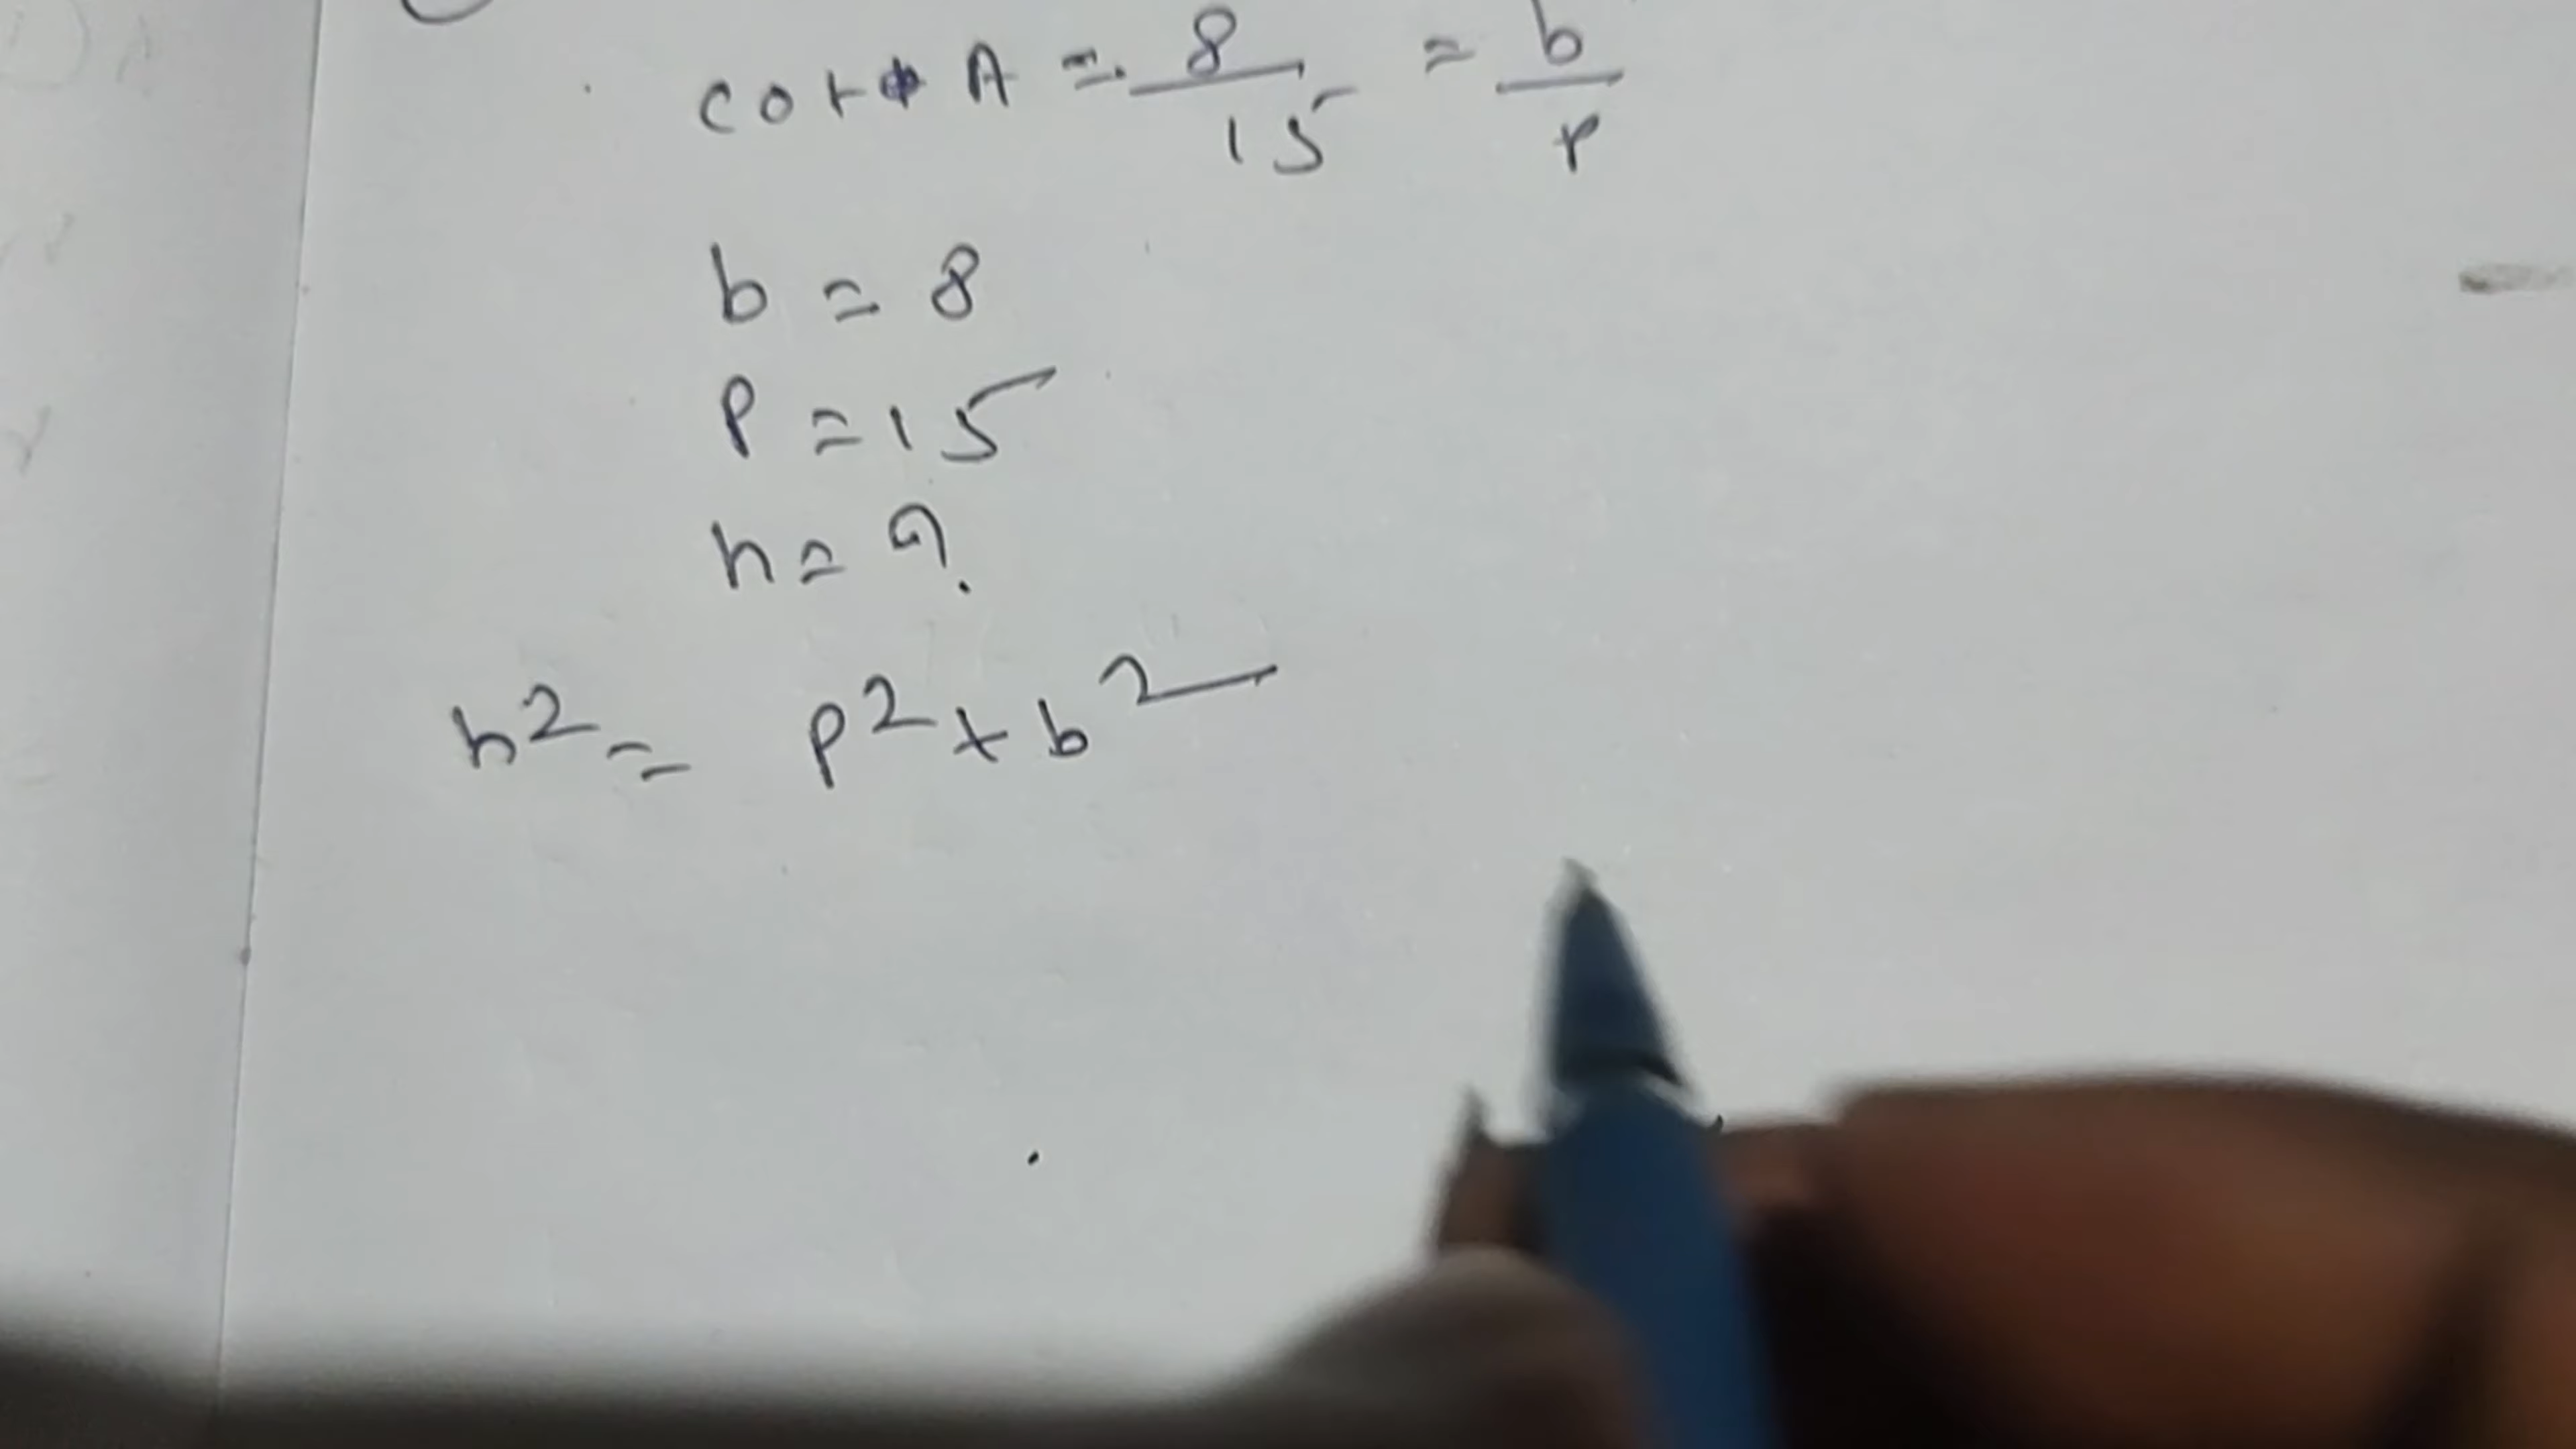 cot A = 8/15 = b/p
b = 8
P = 15
h = ?
h² = p² + b²